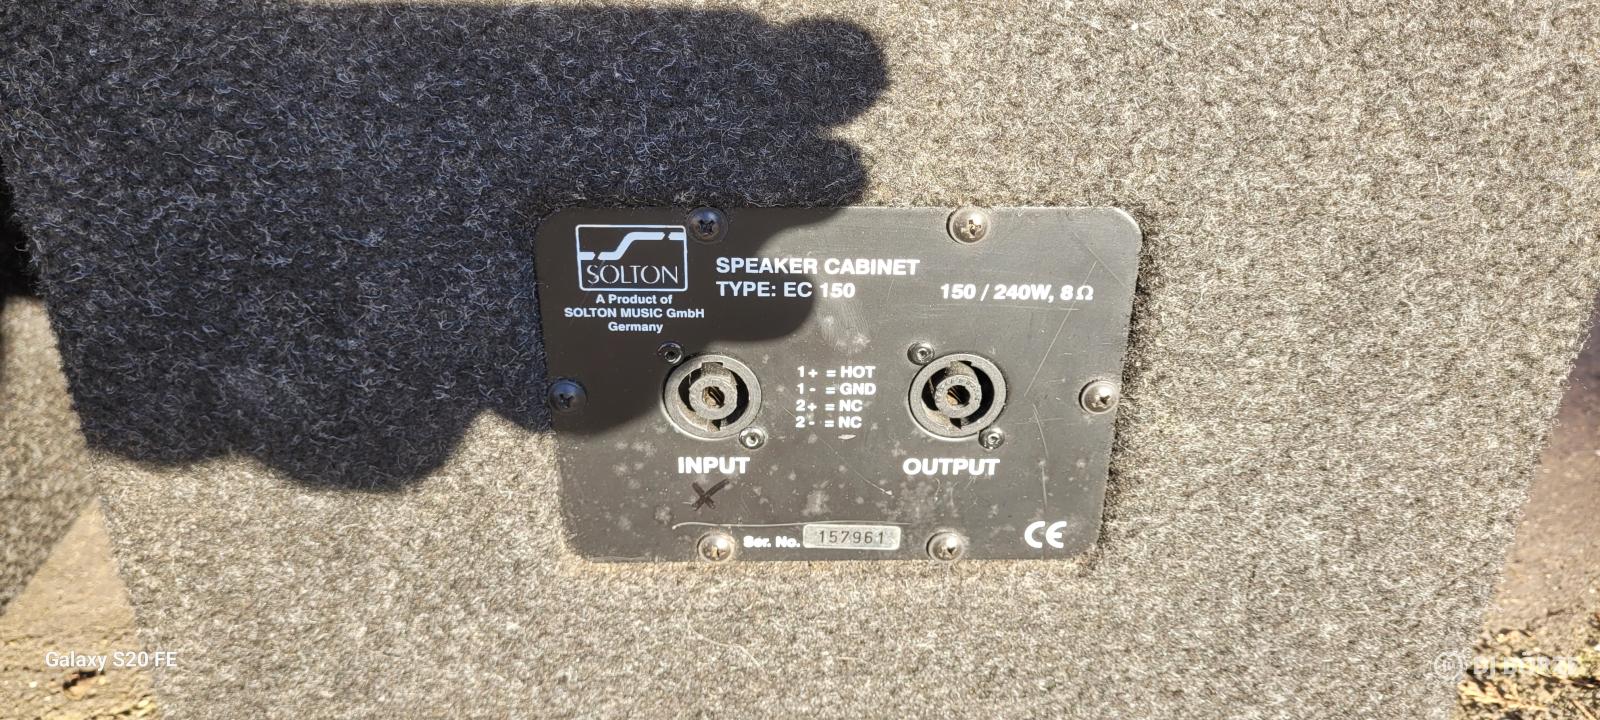 SOLTON
A Product of
SOLTON MUSIC GmbH
Germany
SPEAKER CABINET
TYPE: EC 150
150 / 240W, 8Ω
1+ = HOT
1- = GND
2+ = NC
2- = NC
INPUT
OUTPUT
Ser. No. 157961
CE
Galaxy S20 FE